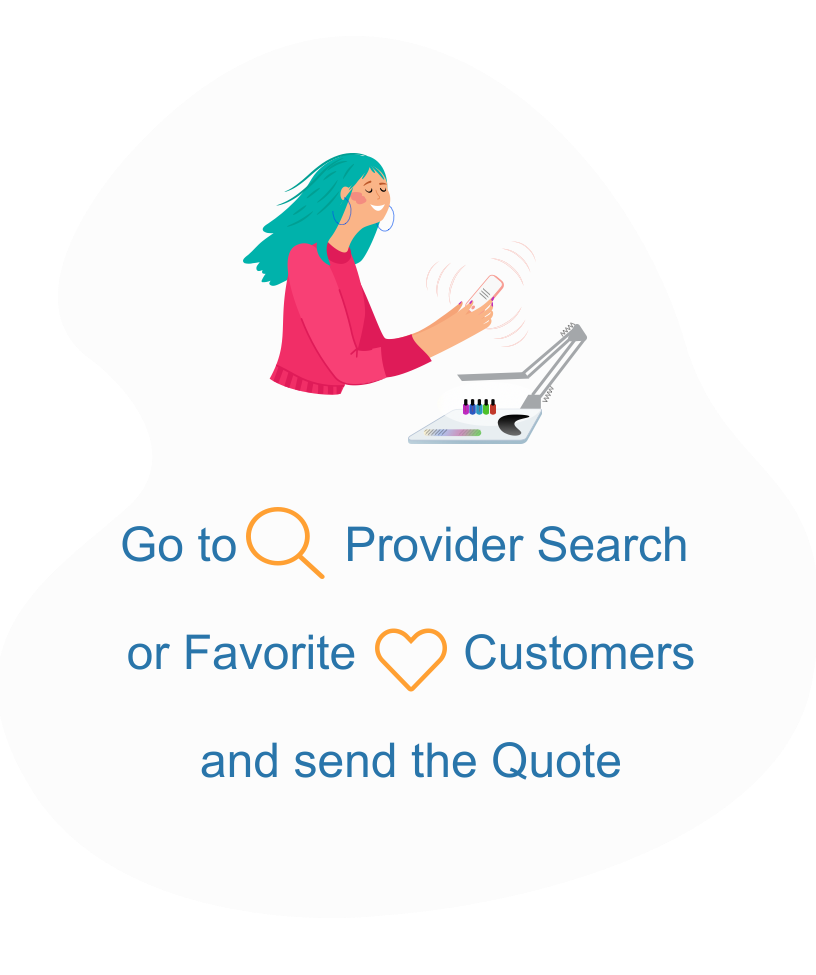 Go to Provider Search
or Favorite Customers
and send the Quote